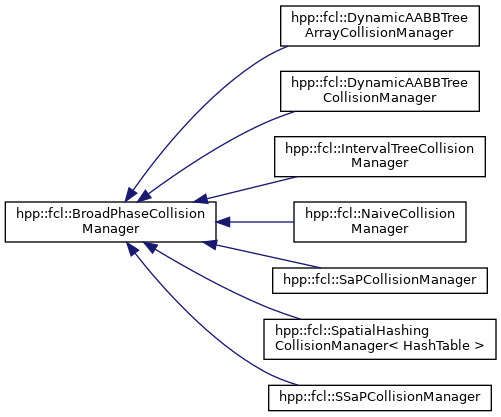 hpp::fcl::DynamicAABBTree
ArrayCollisionManager
hpp::fcl::DynamicAABBTree
CollisionManager
hpp::fcl::IntervalTreeCollision
Manager
hpp::fcl::BroadPhaseCollision
Manager
hpp::fcl::NaiveCollision
Manager
hpp::fcl::SaPCollisionManager
hpp::fcl::SpatialHashing
CollisionManager< HashTable >
hpp::fcl::SSaPCollisionManager